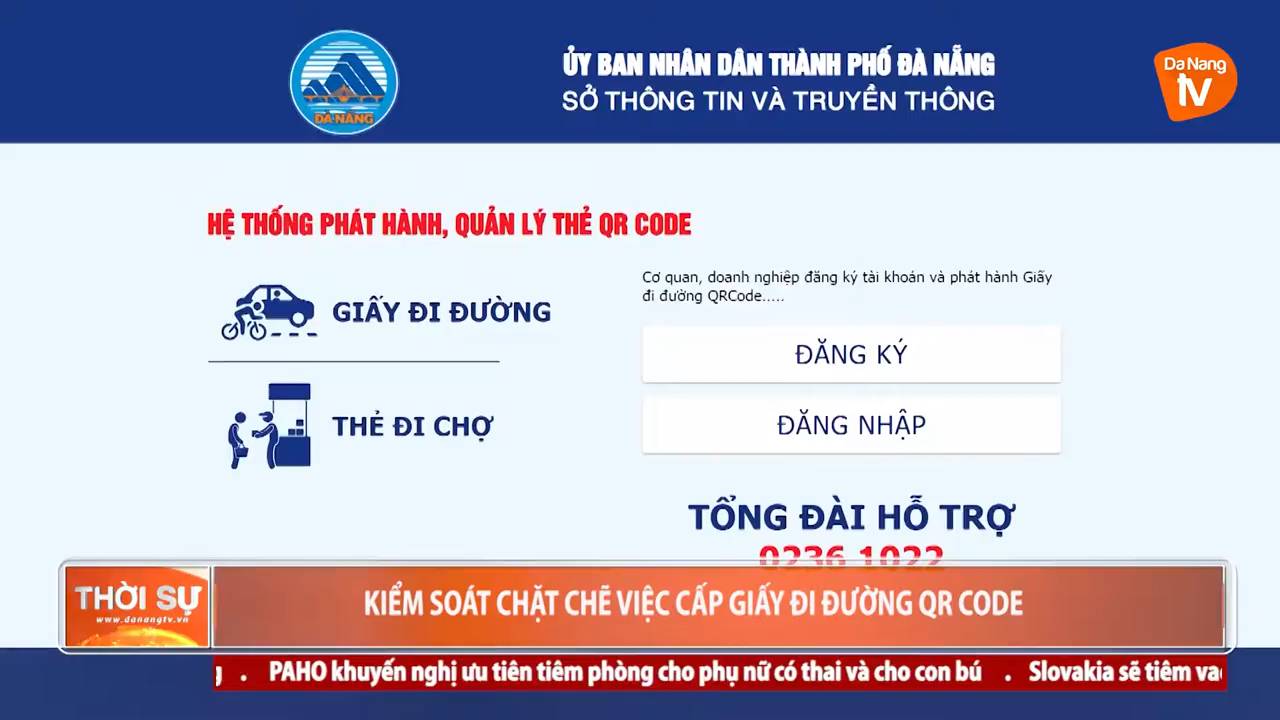 ỦY BAN NHÂN DÂN THÀNH PHỐ ĐÀ NẴNG
SỞ THÔNG TIN VÀ TRUYỀN THÔNG
Da Nang
tv
ĐA-NANG
HỆ THỐNG PHÁT HÀNH, QUẢN LÝ THẺ QR CODE
GIẤY ĐI ĐƯỜNG
THẺ ĐI CHỢ
Cơ quan, doanh nghiệp đăng ký tài khoản và phát hành Giấy
đi đường QRCode.....
ĐĂNG KÝ
ĐĂNG NHẬP
TỔNG ĐÀI HỖ TRỢ
0236 1022
THỜI SỰ
www.danangtv.vn
KIỂM SOÁT CHẶT CHẼ VIỆC CẤP GIẤY ĐI ĐƯỜNG QR CODE
. PAHO khuyến nghị ưu tiên tiêm phòng cho phụ nữ có thai và cho con bú . Slovakia sẽ tiêm